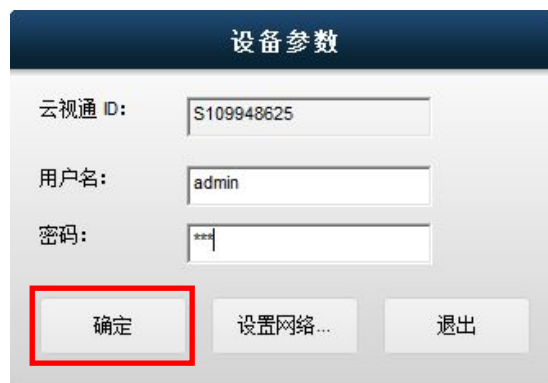 设备参数
云视通 ID: S109948625
用户名: admin
密码: ***
确定 设置网络... 退出